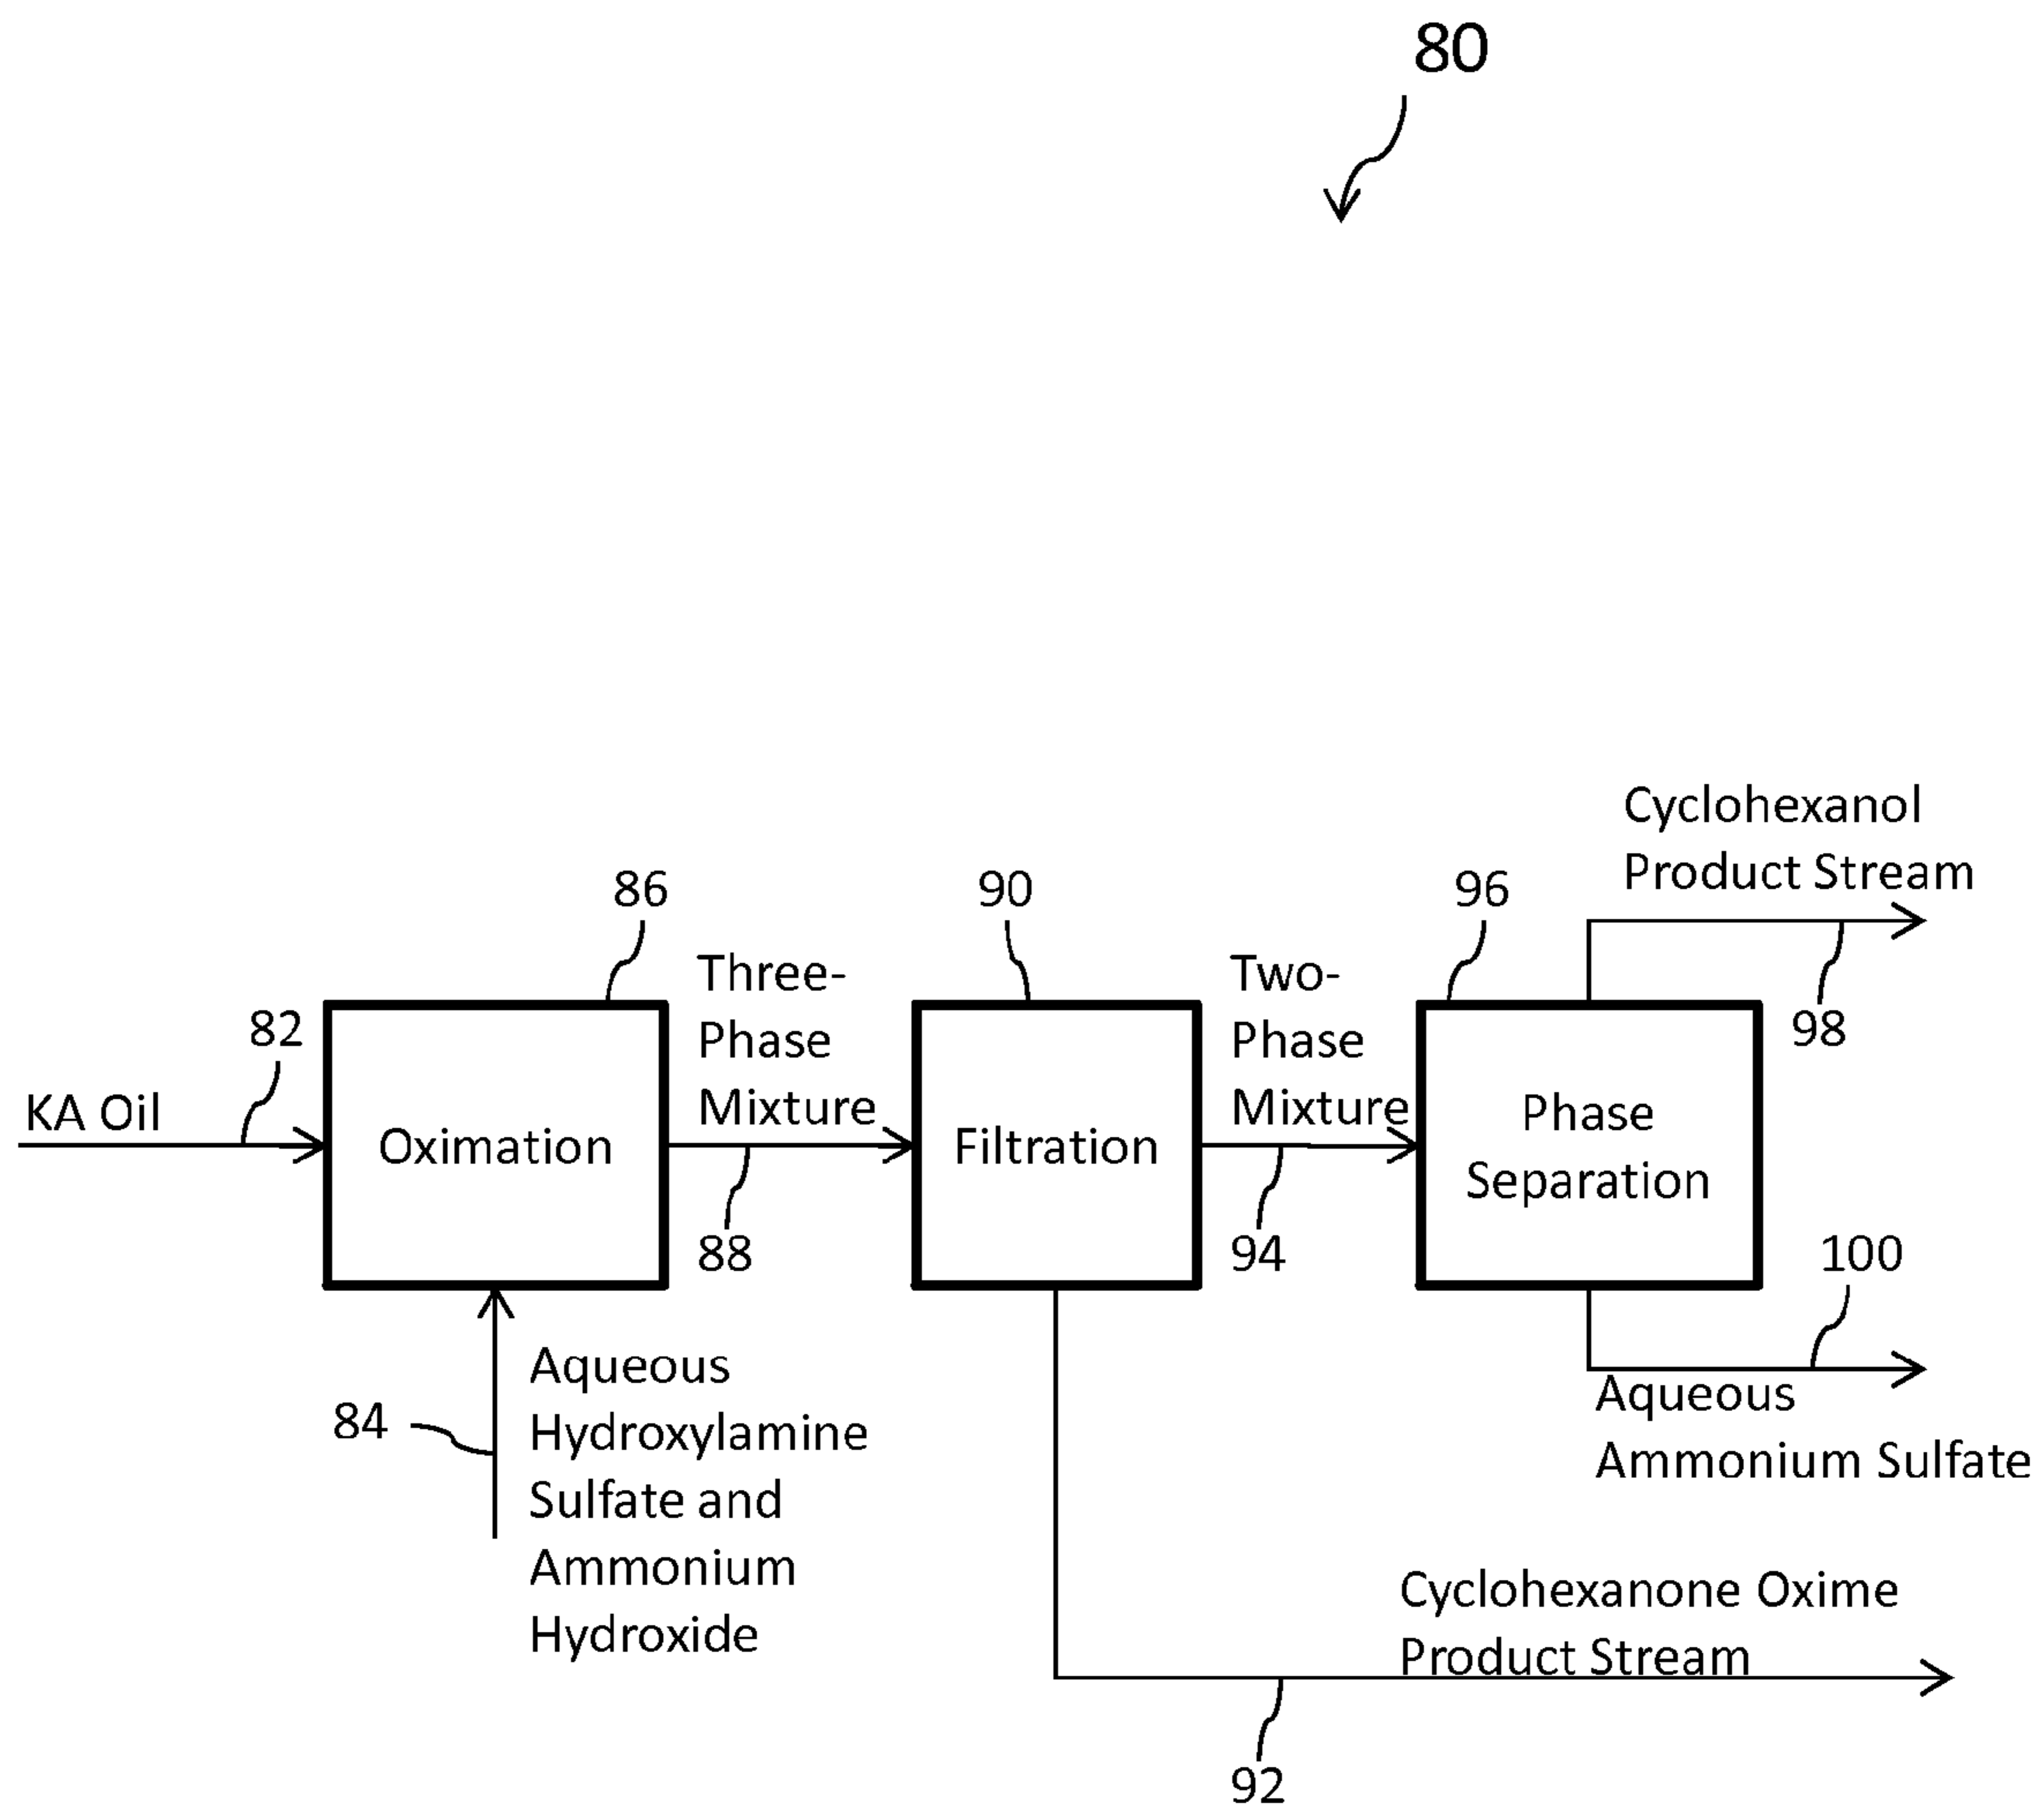 80
Cyclohexanol
Product Stream
86
90
96
98
Three-
Phase
Mixture
Two-
Phase
Mixture
82
KA Oil
Oximation
Filtration
Phase
Separation
88
94
100
84
Aqueous
Hydroxylamine
Sulfate and
Ammonium
Hydroxide
Aqueous
Ammonium Sulfate
Cyclohexanone Oxime
Product Stream
92